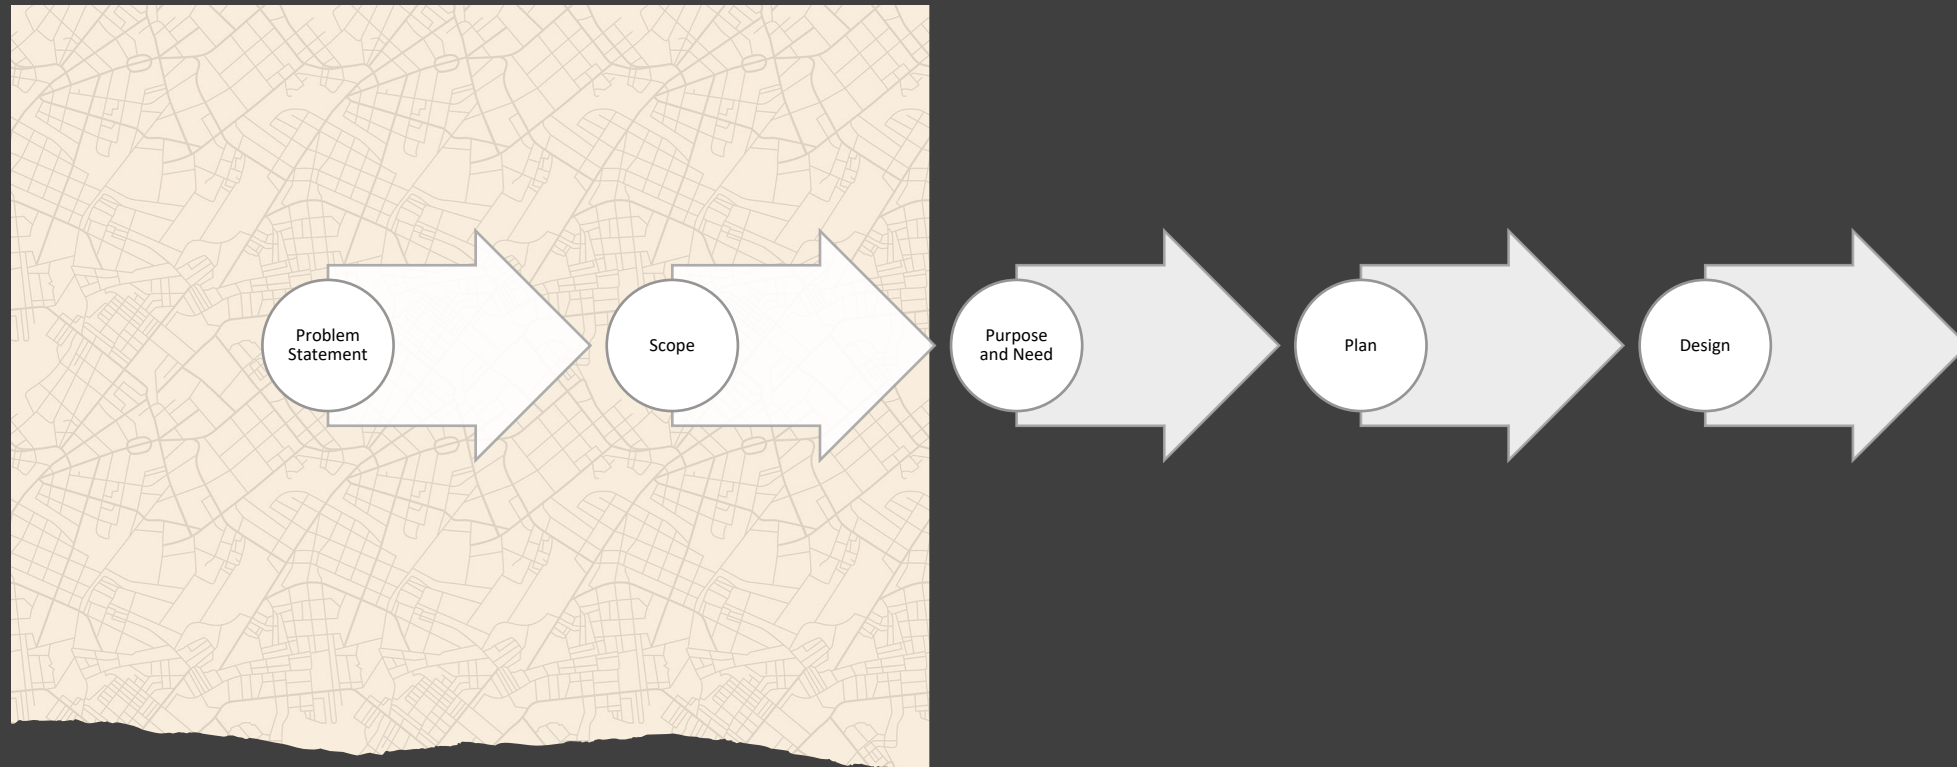 Problem
Statement
Scope
Purpose
and Need
Plan
Design